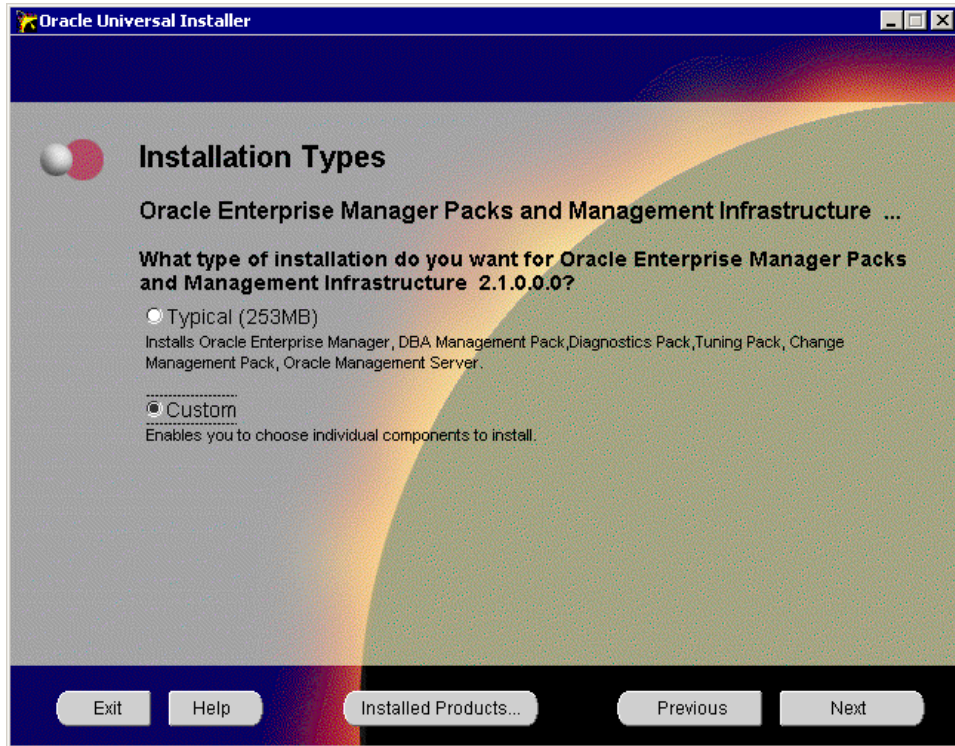 Oracle Universal Installer
Installation Types
Oracle Enterprise Manager Packs and Management Infrastructure ...
What type of installation do you want for Oracle Enterprise Manager Packs
and Management Infrastructure 2.1.0.0.0?
Typical (253MB)
Installs Oracle Enterprise Manager, DBA Management Pack,Diagnostics Pack,Tuning Pack, Change
Management Pack, Oracle Management Server.
Custom
Enables you to choose individual components to install.
Exit Help Installed Products... Previous Next